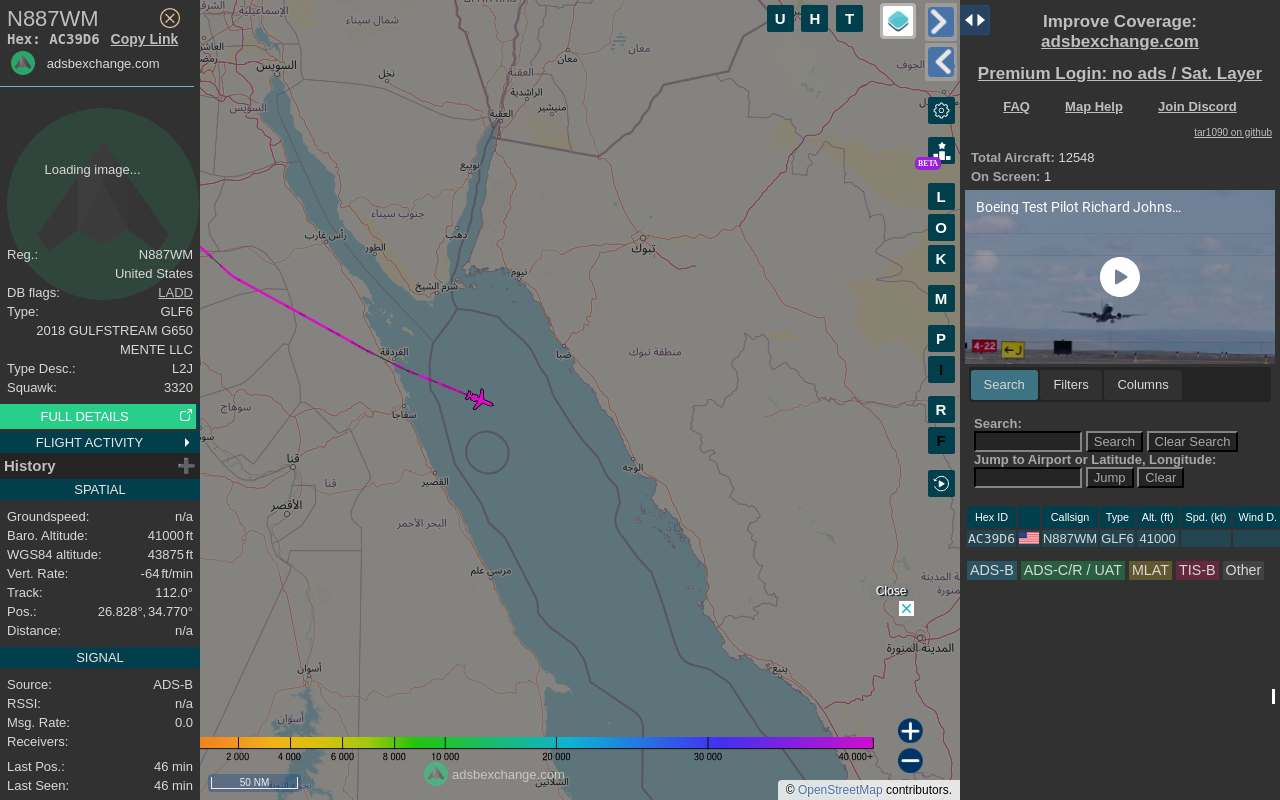 N887WM
Hex: AC39D6 Copy Link
adsbexchange.com
Loading image...
Reg.: N887WM
United States
DB flags: LADD
Type: GLF6
2018 GULFSTREAM G650
MENTE LLC
Type Desc.: L2J
Squawk: 3320
FULL DETAILS
FLIGHT ACTIVITY
History
SPATIAL
Groundspeed: n/a
Baro. Altitude: 41000 ft
WGS84 altitude: 43875 ft
Vert. Rate: -64 ft/min
Track: 112.0°
Pos.: 26.828°, 34.770°
Distance: n/a
SIGNAL
Source: ADS-B
RSSI: n/a
Msg. Rate: 0.0
Receivers:
Last Pos.: 46 min
Last Seen: 46 min
الإسماعيلية
شمال سيناء
السويس
السويس
نخل
معان
معان
العقبة
الراشدية
منيشير
العقبة
الجوف
نويبع
جنوب سيناء
رأس غارب
الطور
دهب
تبوك
شرم الشيخ
نيوم
الغردقة
ضبا
منطقة تبوك
سوهاج
سفاجا
قنا
قنا
القصير
الوجه
الأقصر
البحر الأحمر
مرسى علم
المدينة المنورة
ينبع
أسوان
أسوان
الشلاتين
U H T
BETA
L
O
K
M
P
I
R
F
Close
2 000 4 000 6 000 8 000 10 000 20 000 30 000 40 000+
50 NM
adsbexchange.com
© OpenStreetMap contributors.
Improve Coverage:
adsbexchange.com
Premium Login: no ads / Sat. Layer
FAQ Map Help Join Discord
tar1090 on github
Total Aircraft: 12548
On Screen: 1
Boeing Test Pilot Richard Johns…
4-22
Search Filters Columns
Search:
Search Clear Search
Jump to Airport or Latitude, Longitude:
Jump Clear
Hex ID Callsign Type Alt. (ft) Spd. (kt) Wind D.
AC39D6 N887WM GLF6 41000
ADS-B ADS-C/R / UAT MLAT TIS-B Other